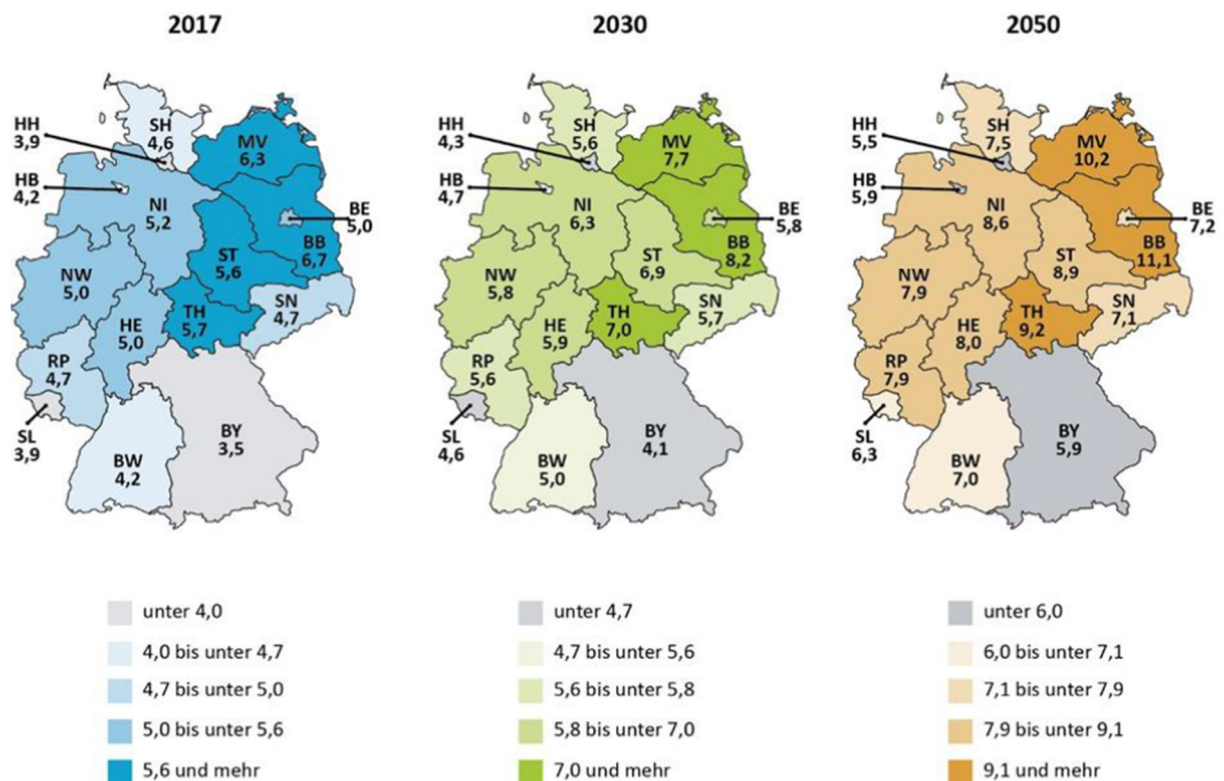 2017
HH
3,9
SH
4,6
MV
6,3
HB
4,2
NI
5,2
BE
5,0
ST
5,6
BB
6,7
NW
5,0
HE
5,0
TH
5,7
SN
4,7
RP
4,7
SL
3,9
BW
4,2
BY
3,5
unter 4,0
4,0 bis unter 4,7
4,7 bis unter 5,0
5,0 bis unter 5,6
5,6 und mehr
2030
HH
4,3
SH
5,6
MV
7,7
HB
4,7
NI
6,3
BE
5,8
ST
6,9
BB
8,2
NW
5,8
HE
5,9
TH
7,0
SN
5,7
RP
5,6
SL
4,6
BW
5,0
BY
4,1
unter 4,7
4,7 bis unter 5,6
5,6 bis unter 5,8
5,8 bis unter 7,0
7,0 und mehr
2050
HH
5,5
SH
7,5
MV
10,2
HB
5,9
NI
8,6
BE
7,2
ST
8,9
BB
11,1
NW
7,9
HE
8,0
TH
9,2
SN
7,1
RP
7,9
SL
6,3
BW
7,0
BY
5,9
unter 6,0
6,0 bis unter 7,1
7,1 bis unter 7,9
7,9 bis unter 9,1
9,1 und mehr